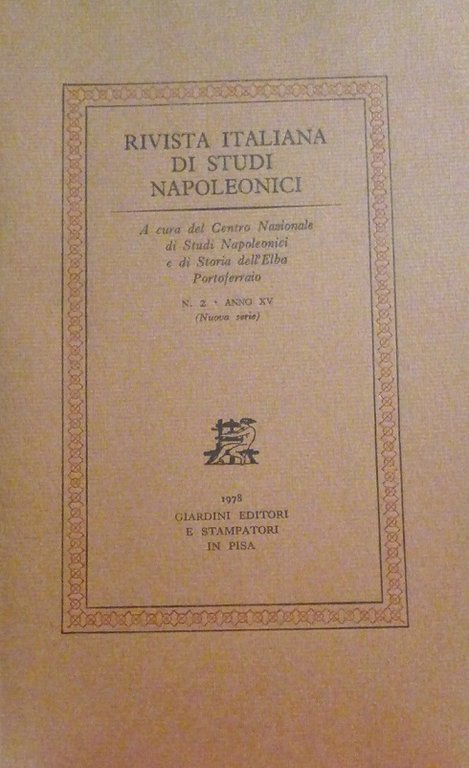 RIVISTA ITALIANA
DI STUDI
NAPOLEONICI
A cura del Centro Nazionale
di Studi Napoleonici
e di Storia dell'Elba
Portoferraio
N. 2 • ANNO XV
(Nuova serie)
1978
GIARDINI EDITORI
E STAMPATORI
IN PISA